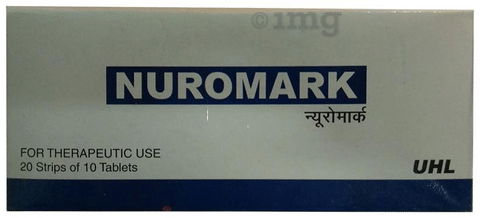 ©1mg
NUROMARK
न्यूरोमार्क
FOR THERAPEUTIC USE
20 Strips of 10 Tablets
UHL